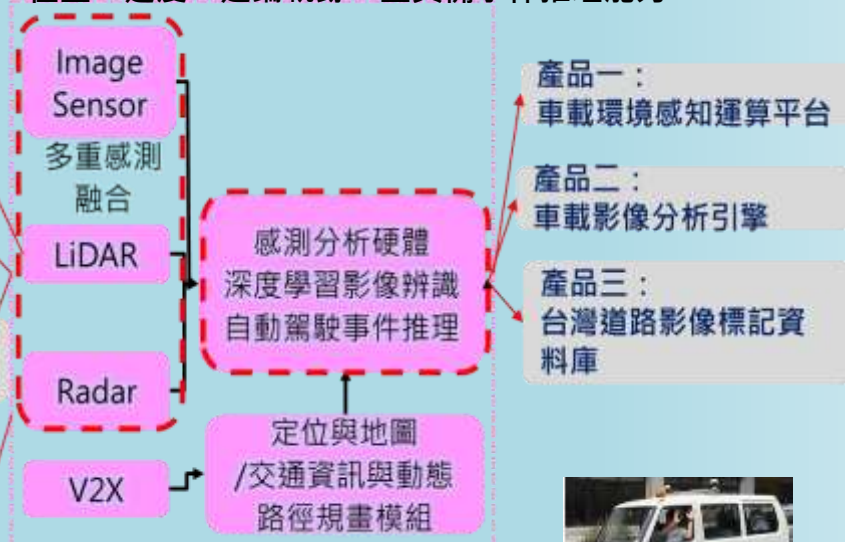 Image
Sensor
多重感測
融合
LiDAR
Radar
V2X
感測分析硬體
深度學習影像辨識
自動駕駛事件推理
定位與地圖
/交通資訊與動態
路徑規畫模組
產品一：
車載環境感知運算平台
產品二：
車載影像分析引擎
產品三：
台灣道路影像標記資
料庫